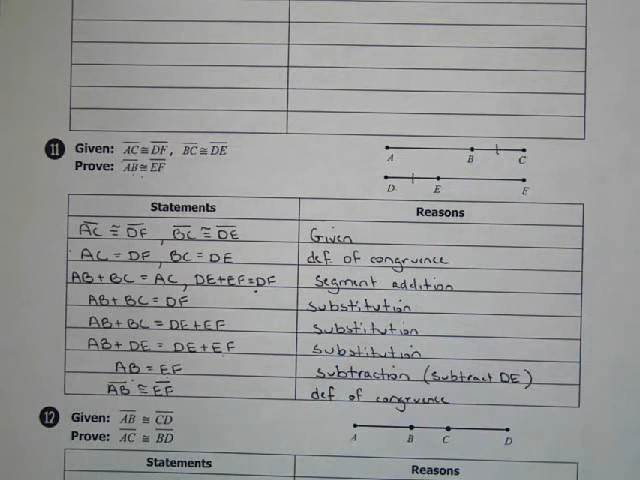 11 Given: AC ≅ DF, BC ≅ DE
Prove: AB ≅ EF
A B C
D E F
Statements Reasons
AC ≅ DF, BC ≅ DE Given
AC = DF, BC = DE def. of congruence
AB + BC = AC, DE + EF = DF segment addition
AB + BC = DF substitution
AB + BC = DE + EF substitution
AB + DE = DE + EF substitution
AB = EF subtraction (subtract DE)
AB ≅ EF def of congruence
12 Given: AB ≅ CD
Prove: AC ≅ BD
A B C D
Statements Reasons